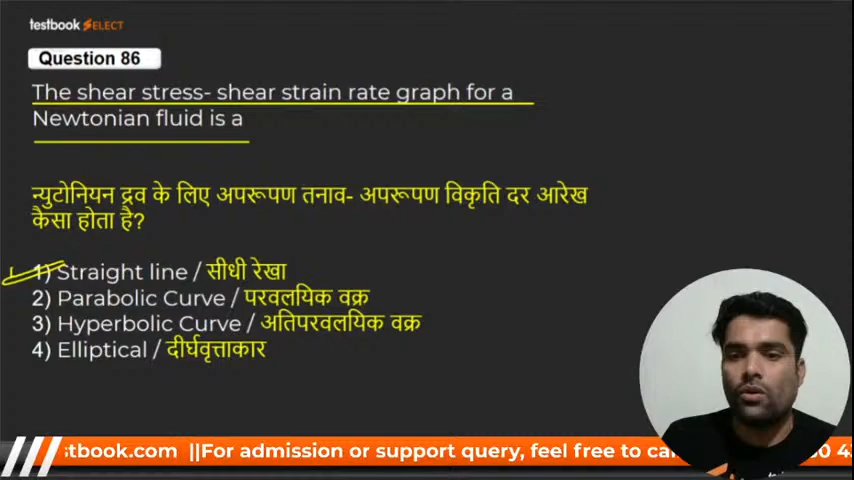 testbook SELECT
Question 86
The shear stress- shear strain rate graph for a
Newtonian fluid is a
न्युटोनियन द्रव के लिए अपरूपण तनाव- अपरूपण विकृति दर आरेख
कैसा होता है?
1) Straight line / सीधी रेखा
2) Parabolic Curve / परवलयिक वक्र
3) Hyperbolic Curve / अतिपरवलयिक वक्र
4) Elliptical / दीर्घवृत्ताकार
stbook.com ||For admission or support query, feel free to ca